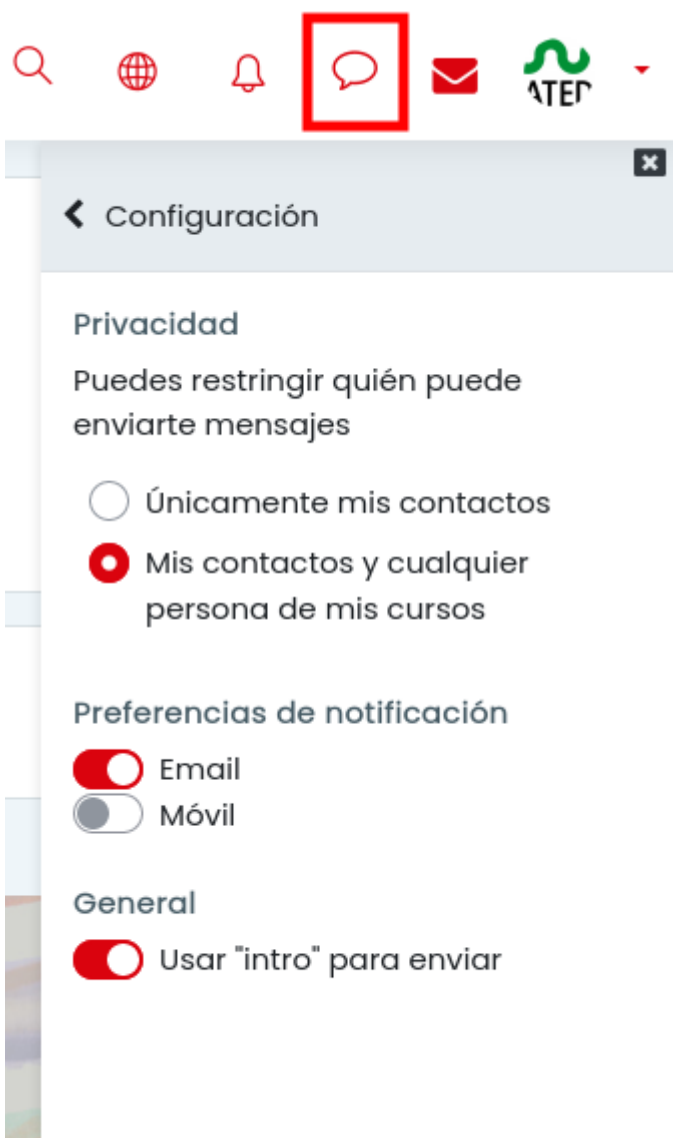 ATED
Configuración
Privacidad
Puedes restringir quién puede
enviarte mensajes
Únicamente mis contactos
Mis contactos y cualquier
persona de mis cursos
Preferencias de notificación
Email
Móvil
General
Usar "intro" para enviar